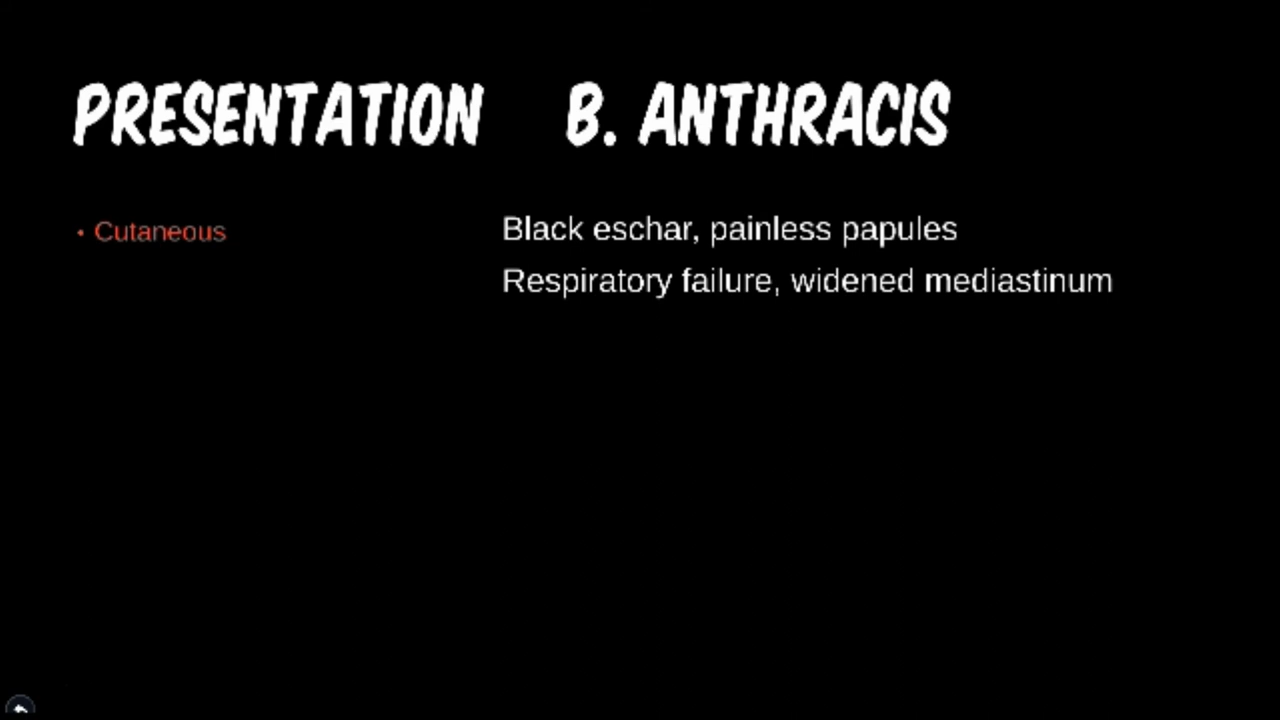 PRESENTATION B. ANTHRACIS
• Cutaneous
Black eschar, painless papules
Respiratory failure, widened mediastinum